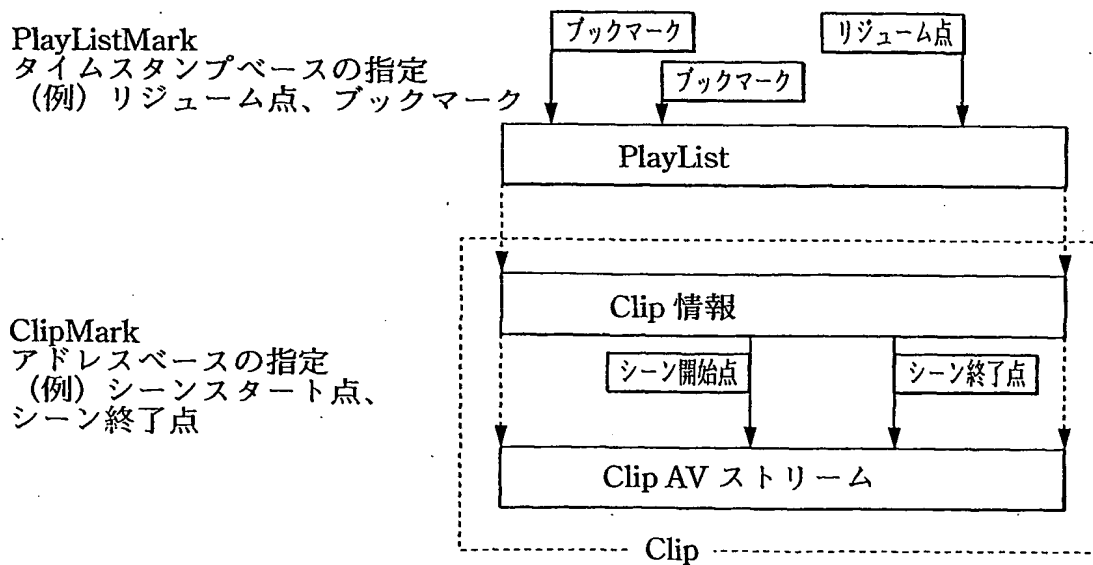 PlayListMark
タイムスタンプベースの指定
(例)リジューム点、ブックマーク
ブックマーク
リジューム点
ブックマーク
PlayList
Clip 情報
ClipMark
アドレスベースの指定
(例)シーンスタート点、
シーン終了点
シーン開始点
シーン終了点
Clip AV ストリーム
Clip